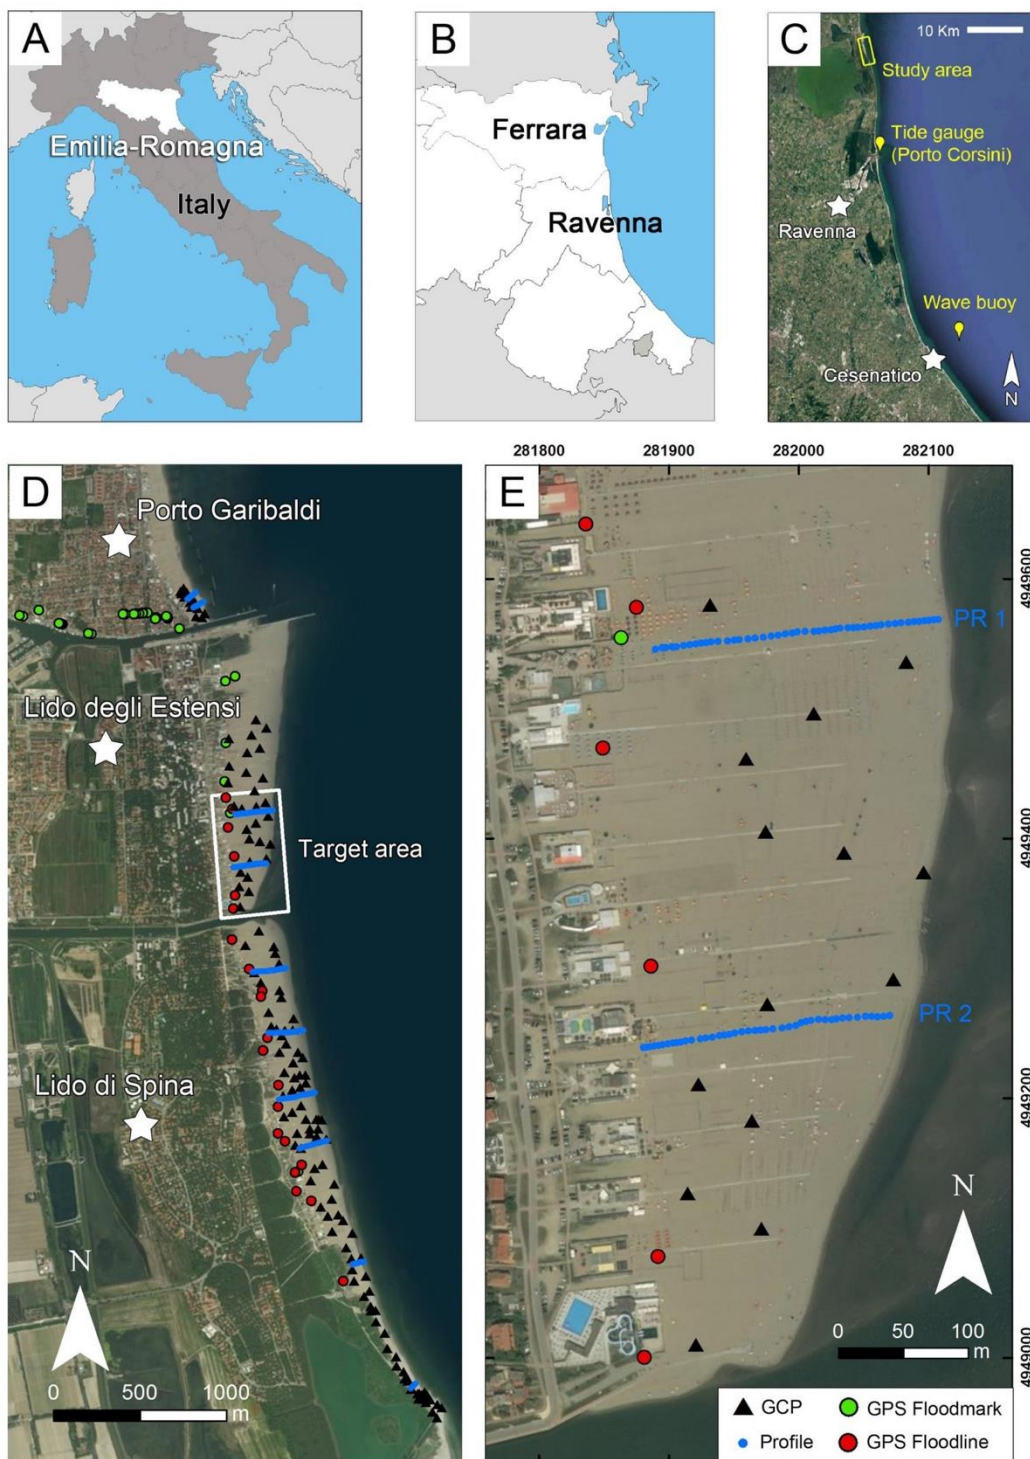 A
Emilia-Romagna
Italy
B
Ferrara
Ravenna
C
10 Km
Study area
Tide gauge
(Porto Corsini)
Ravenna
Wave buoy
Cesenatico
N
D
Porto Garibaldi
Lido degli Estensi
Target area
Lido di Spina
N
0 500 1000
m
E
281800 281900 282000 282100
4949600
PR 1
4949400
PR 2
4949200
N
0 50 100
m
4949000
GCP
GPS Floodmark
Profile
GPS Floodline